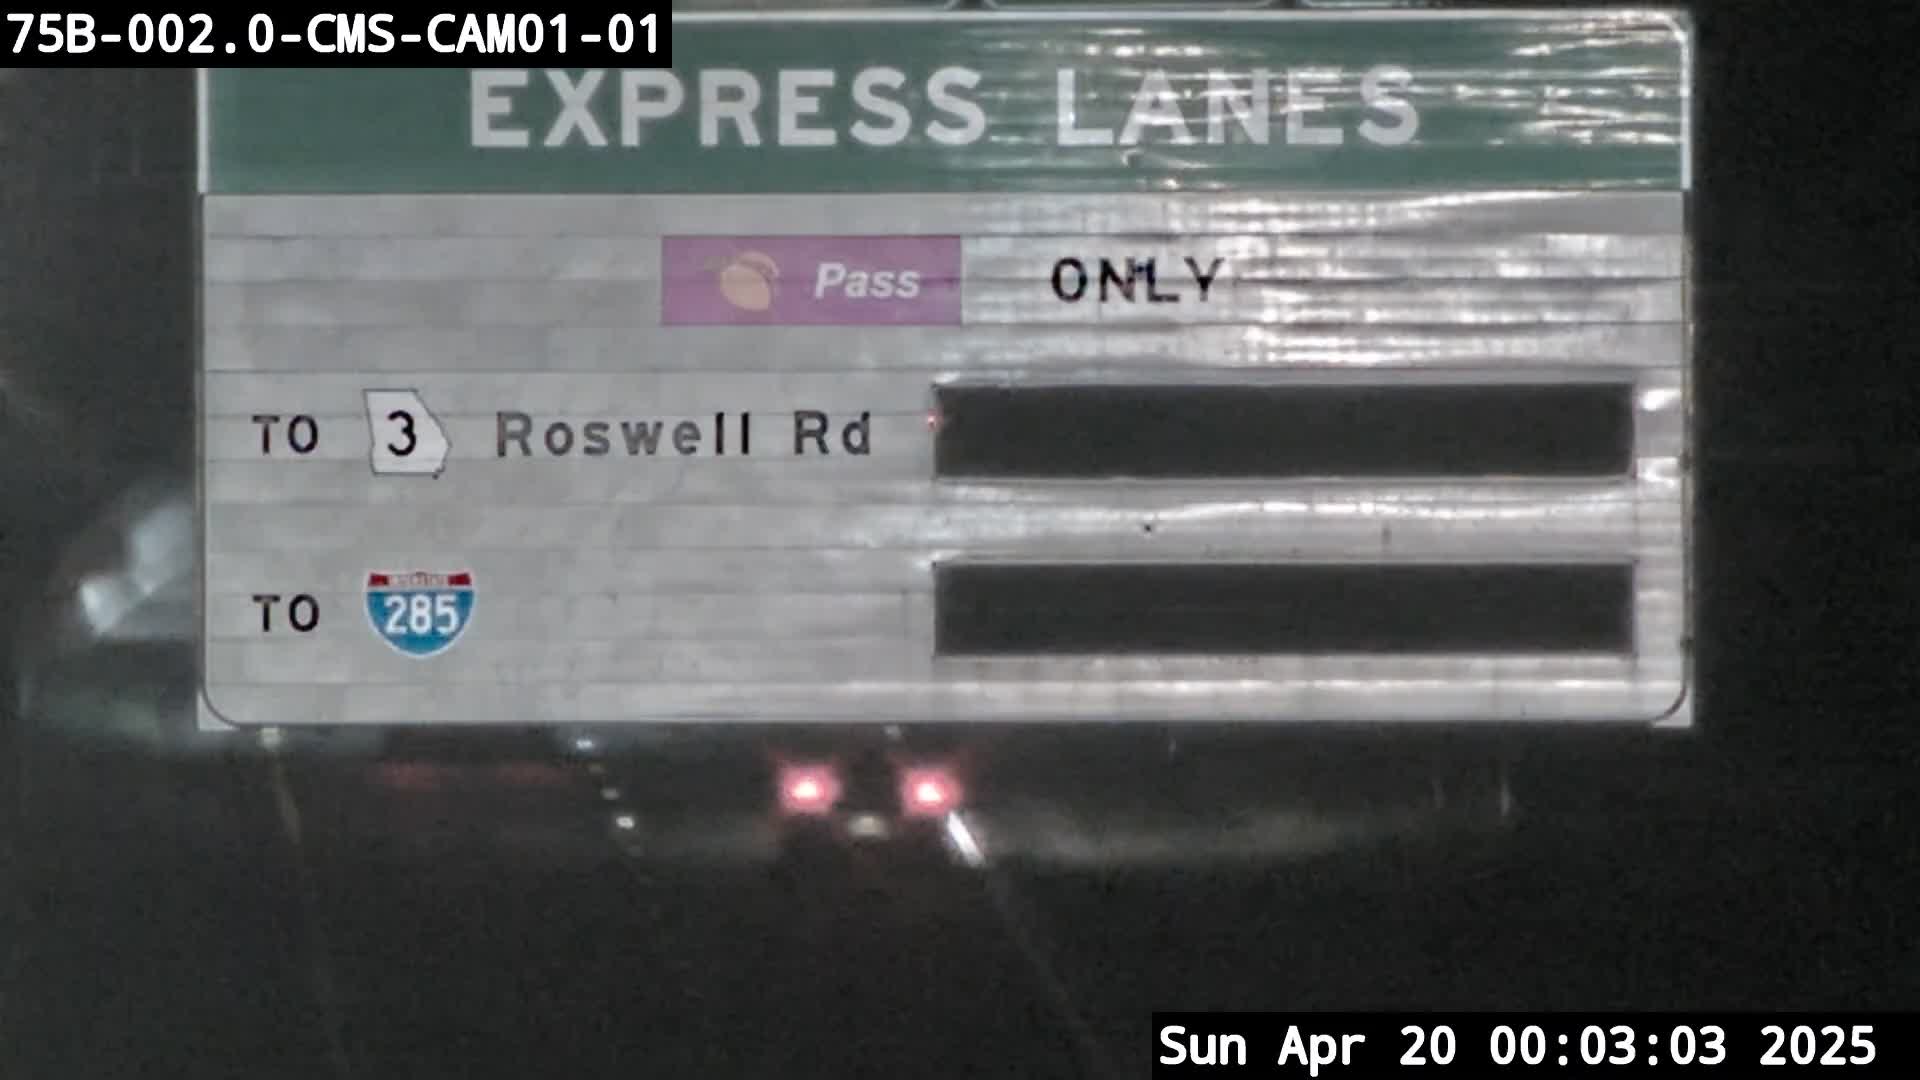 75B-002.0-CMS-CAM01-01
EXPRESS LANES
Pass ONLY
TO 3 Roswell Rd
TO 285
Sun Apr 20 00:03:03 2025